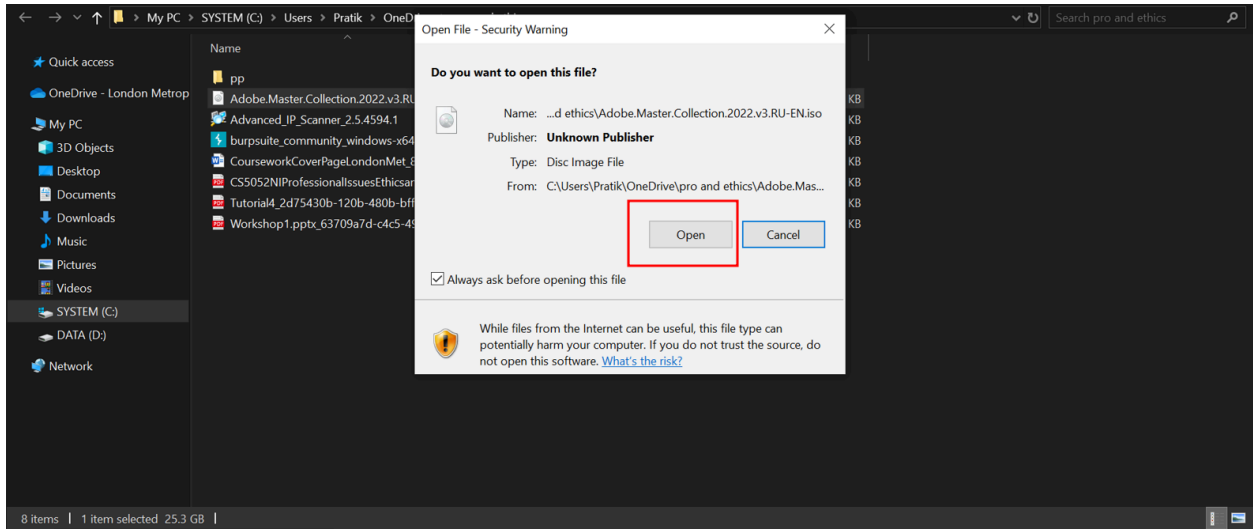 My PC > SYSTEM (C:) > Users > Pratik >
Search pro and ethics
Open File - Security Warning
Quick access
OneDrive - London Metrop
My PC
3D Objects
Desktop
Documents
Downloads
Music
Pictures
Videos
SYSTEM (C:)
DATA (D:)
Network
Name
pp
Adobe.Master.Collection.2022.v3.RU
Advanced_IP_Scanner_2.5.4594.1
burpsuite_community_windows-x64
CourseworkCoverPageLondonMet_8
CS5052NIProfessionalIssuesEthicsar
Tutorial4_2d75430b-120b-480b-bff
Workshop1.pptx_63709a7d-c4c5-49
KB
KB
KB
KB
KB
KB
KB
Do you want to open this file?
Name: ...d ethics\Adobe.Master.Collection.2022.v3.RU-EN.iso
Publisher: Unknown Publisher
Type: Disc Image File
From: C:\Users\Pratik\OneDrive\pro and ethics\Adobe.Mas...
Open Cancel
Always ask before opening this file
While files from the Internet can be useful, this file type can
potentially harm your computer. If you do not trust the source, do
not open this software. What's the risk?
8 items | 1 item selected 25.3 GB |